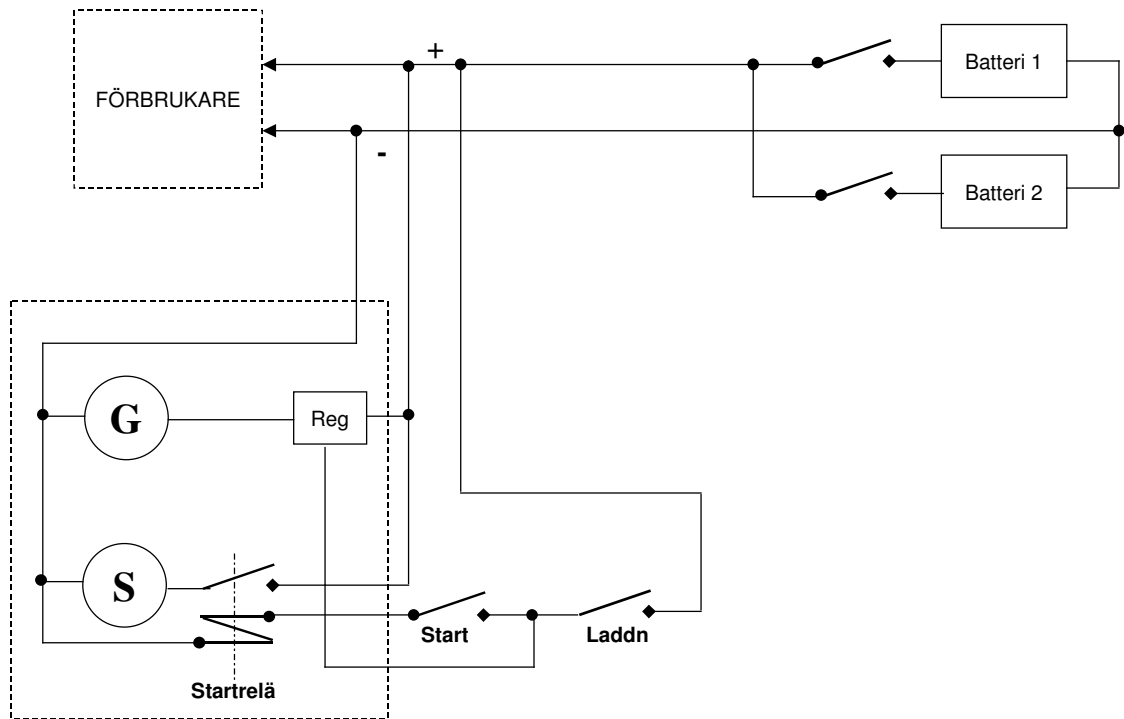 +
Batteri 1
FÖRBRUKARE
-
Batteri 2
G
Reg
S
Start
Laddn
Startrelä